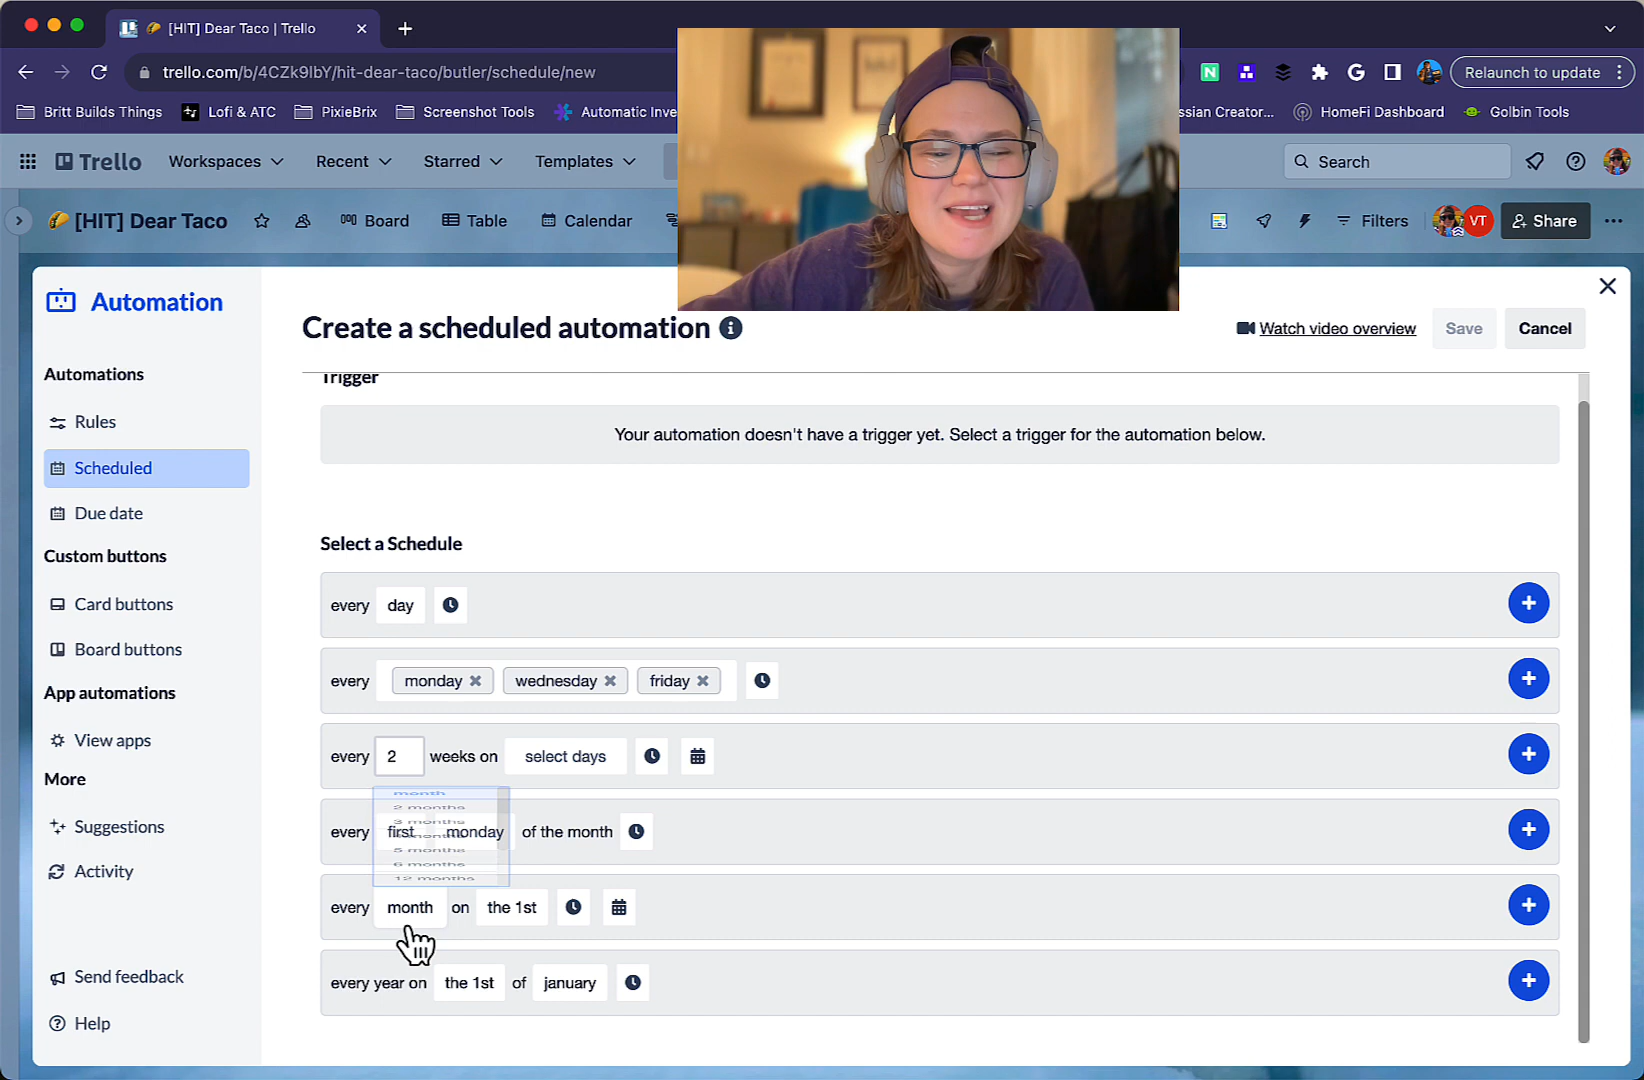 [HIT] Dear Taco | Trello
trello.com/b/4CZk9lbY/hit-dear-taco/butler/schedule/new
N
G
Relaunch to update
Britt Builds Things
Lofi & ATC
PixieBrix
Screenshot Tools
Automatic Inve
ssian Creator...
HomeFi Dashboard
Golbin Tools
Trello
Workspaces
Recent
Starred
Templates
Search
[HIT] Dear Taco
Board
Table
Calendar
Filters
VT
Share
Automation
Automations
Rules
Scheduled
Due date
Custom buttons
Card buttons
Board buttons
App automations
View apps
More
Suggestions
Activity
Send feedback
Help
Create a scheduled automation
Watch video overview
Save
Cancel
Trigger
Your automation doesn't have a trigger yet. Select a trigger for the automation below.
Select a Schedule
every day
every monday wednesday friday
every 2 weeks on select days
month
2 months
3 months
months
5 months
6 months
12 months
every first monday of the month
every month on the 1st
every year on the 1st of january